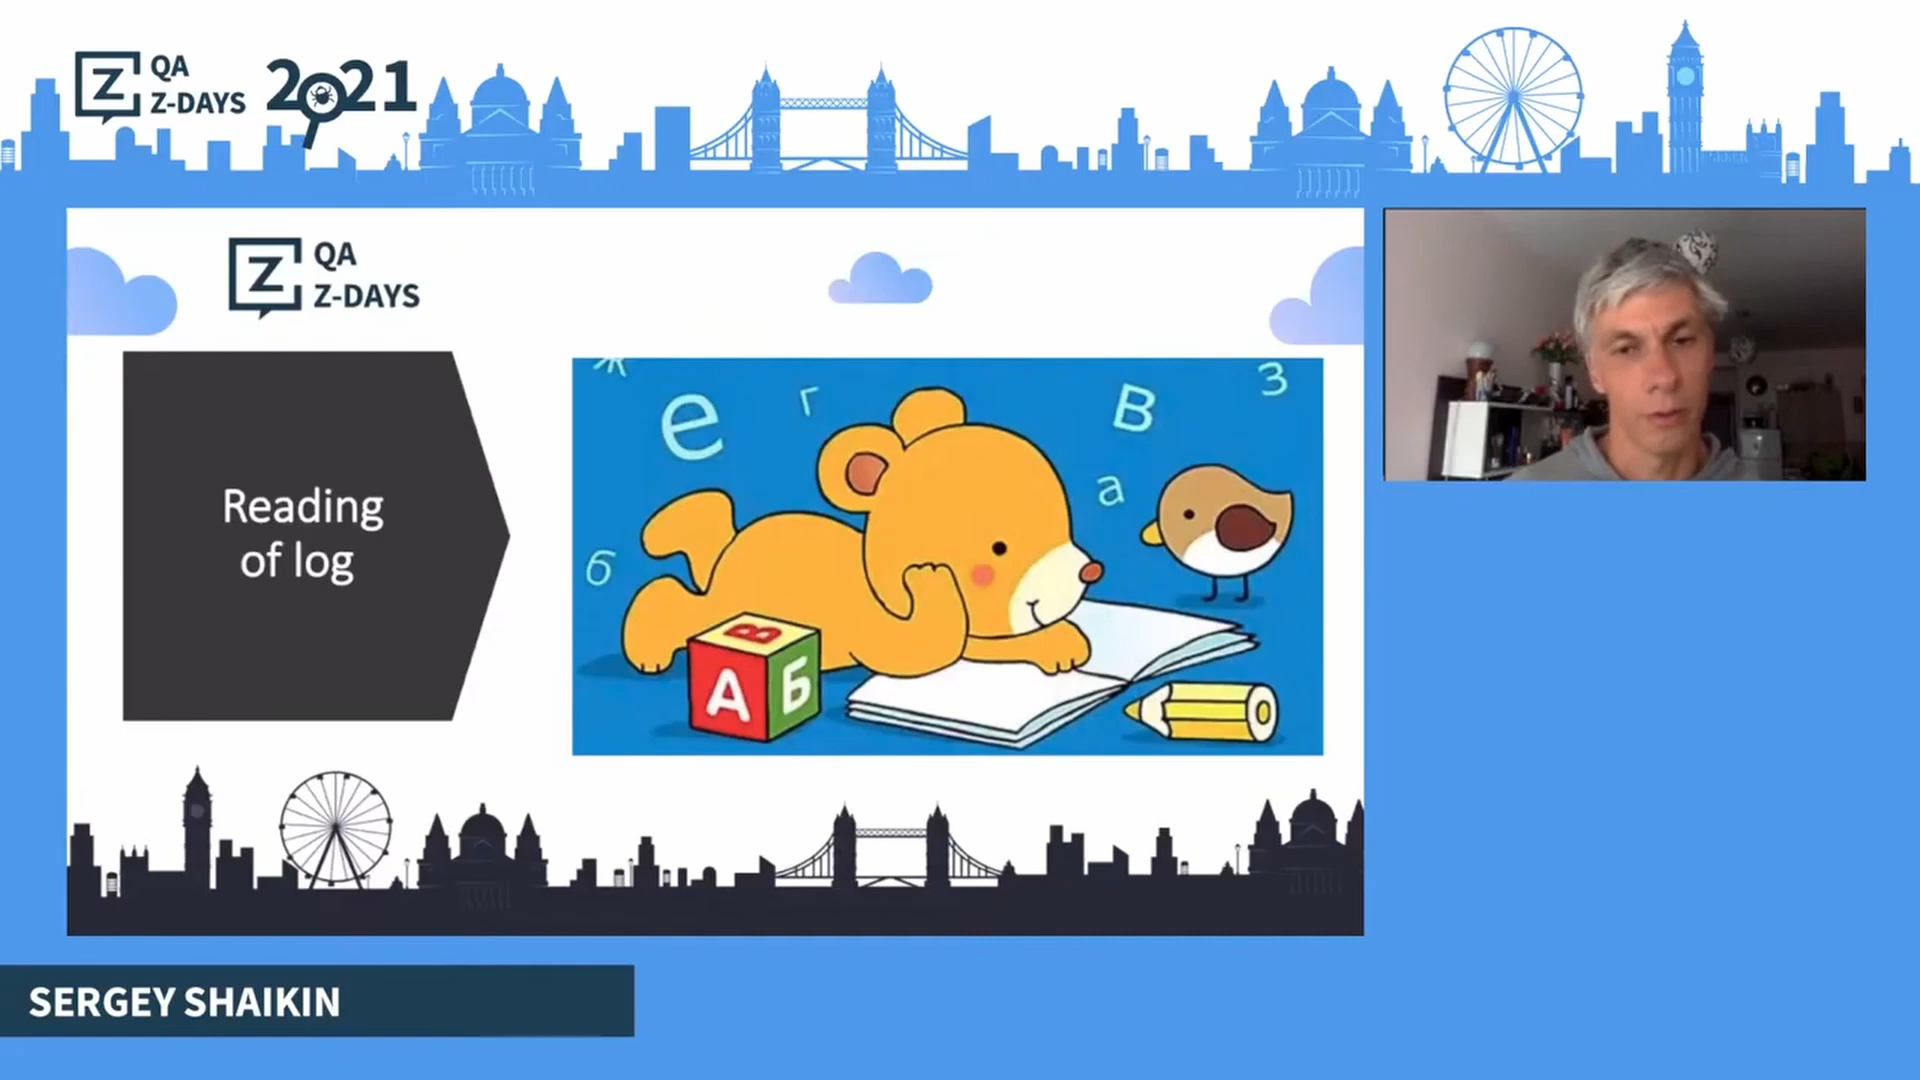 QA
Z-DAYS
2021
QA
Z-DAYS
Reading
of log
ж
е
г
В
З
а
б
В
А
Б
SERGEY SHAIKIN